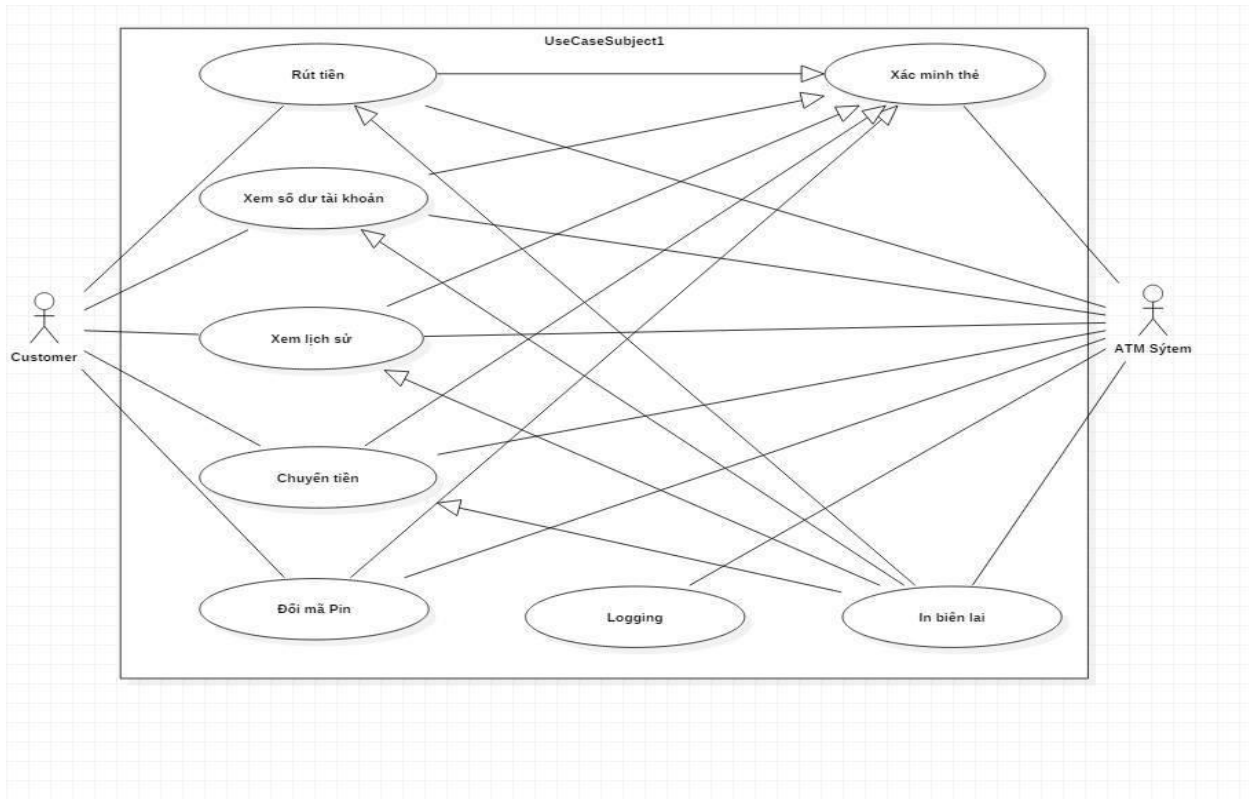 UseCaseSubject1
Rút tiền
Xác minh thẻ
Xem số dư tài khoản
Xem lịch sử
Customer
ATM Sýtem
Chuyển tiền
Đổi mã Pin
Logging
In biên lai